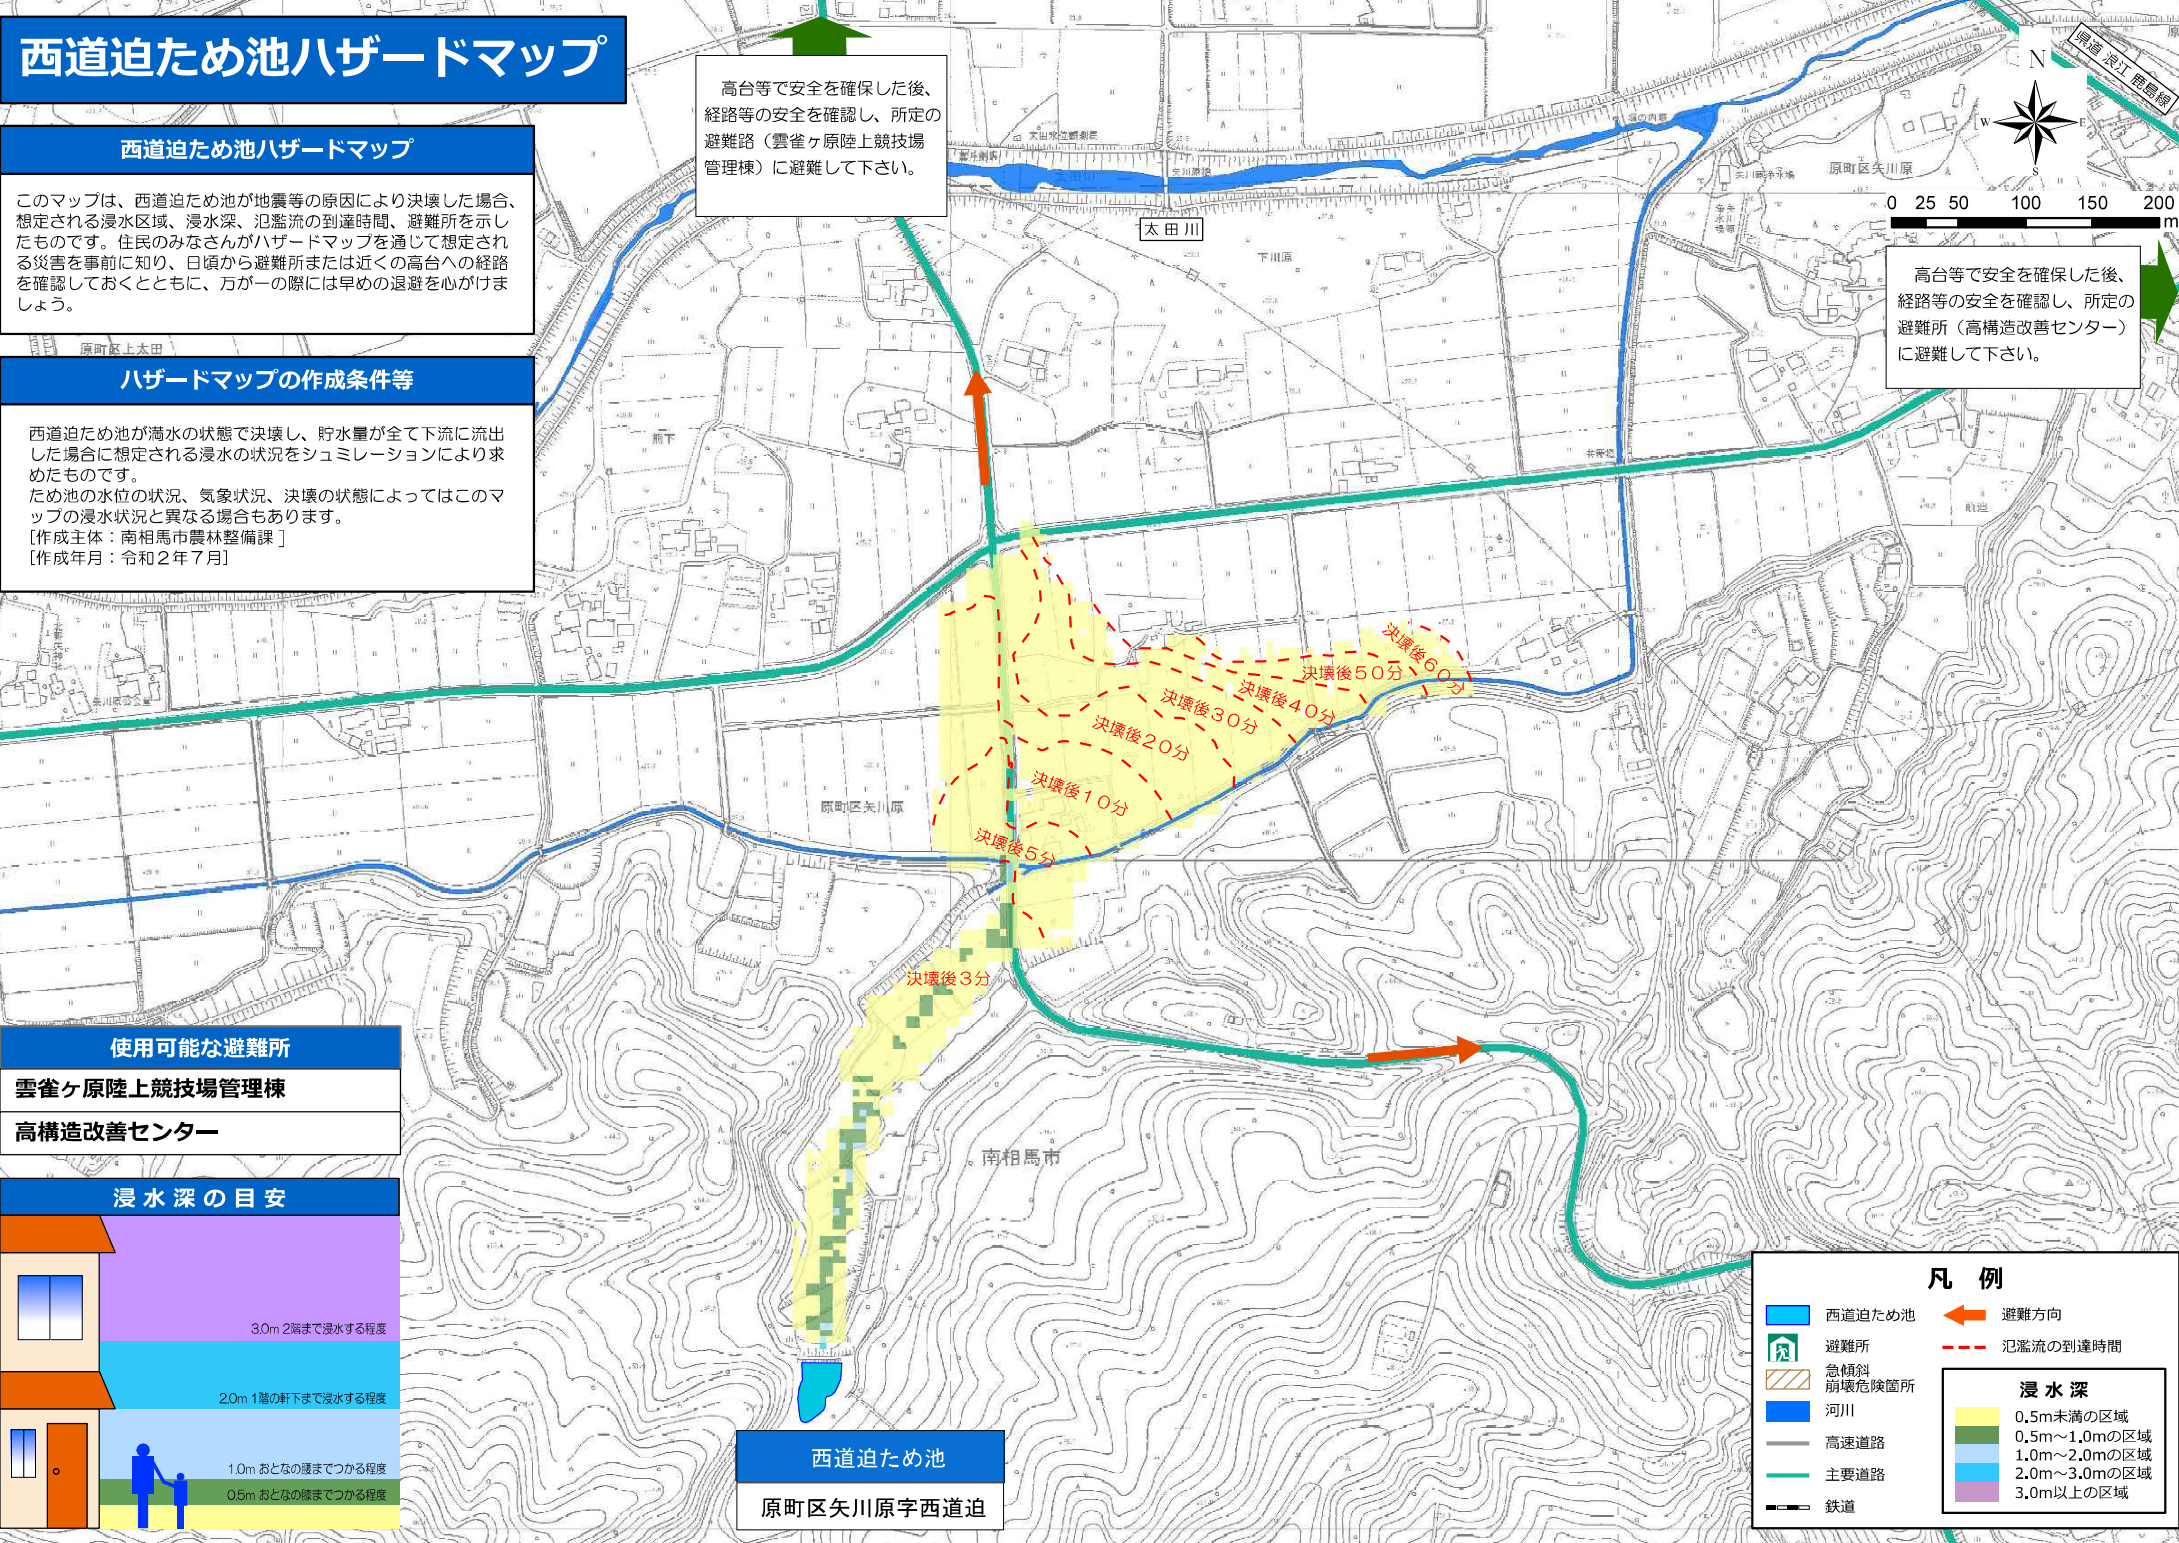 西道迫ため池ハザードマップ
西道迫ため池ハザードマップ
このマップは、西道迫ため池が地震等の原因により決壊した場合、
想定される浸水区域、浸水深、氾濫流の到達時間、避難所を示し
たものです。住民のみなさんがハザードマップを通じて想定され
る災害を事前に知り、日頃から避難所または近くの高台への経路
を確認しておくとともに、万が一の際には早めの退避を心がけま
しょう。
原町区上太田
ハザードマップの作成条件等
西道迫ため池が満水の状態で決壊し、貯水量が全て下流に流出
した場合に想定される浸水の状況をシュミレーションにより求
めたものです。
ため池の水位の状況、気象状況、決壊の状態によってはこのマ
ップの浸水状況と異なる場合もあります。
[作成主体：南相馬市農林整備課 ]
[作成年月：令和２年７月]
高台等で安全を確保した後、
経路等の安全を確認し、所定の
避難路（雲雀ヶ原陸上競技場
管理棟）に避難して下さい。
太田川
矢川原橋
太田川
下川原
県道 浪江 鹿島線
N
W
E
S
原町区矢川原
0 25 50 100 150 200
m
高台等で安全を確保した後、
経路等の安全を確認し、所定の
避難所（高構造改善センター）
に避難して下さい。
決壊後６０分
決壊後５０分
決壊後４０分
決壊後３０分
決壊後２０分
決壊後１０分
決壊後５分
決壊後３分
原町区矢川原
南相馬市
使用可能な避難所
雲雀ヶ原陸上競技場管理棟
高構造改善センター
浸水深の目安
3.0m 2階まで浸水する程度
2.0m 1階の軒下まで浸水する程度
1.0m おとなの腰までつかる程度
0.5m おとなの膝までつかる程度
西道迫ため池
原町区矢川原字西道迫
凡 例
西道迫ため池
避難所
急傾斜
崩壊危険箇所
河川
高速道路
主要道路
鉄道
避難方向
氾濫流の到達時間
浸水深
0.5m未満の区域
0.5m～1.0mの区域
1.0m～2.0mの区域
2.0m～3.0mの区域
3.0m以上の区域